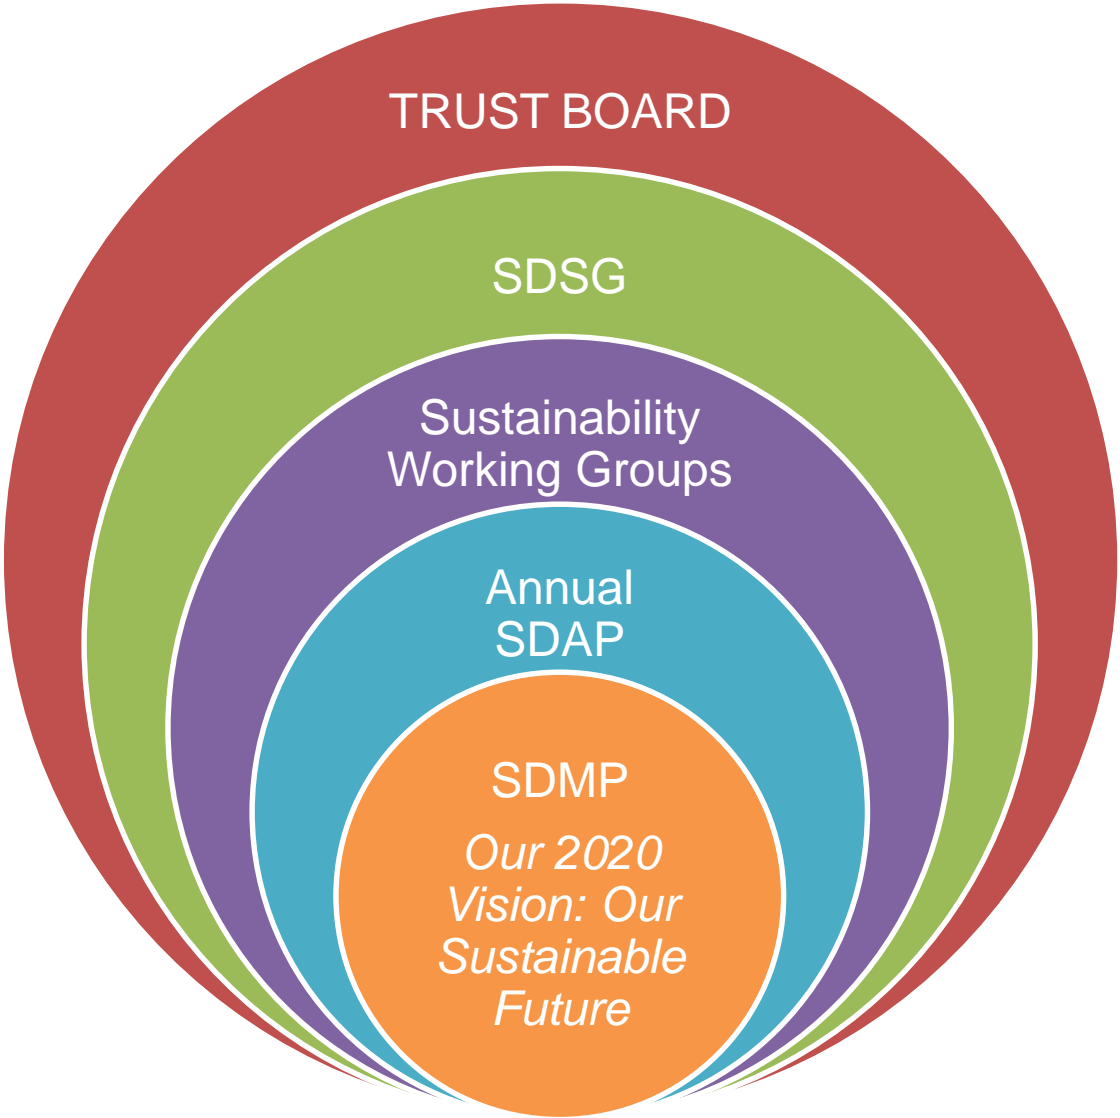 TRUST BOARD
SDSG
Sustainability
Working Groups
Annual
SDAP
SDMP
Our 2020
Vision: Our
Sustainable
Future